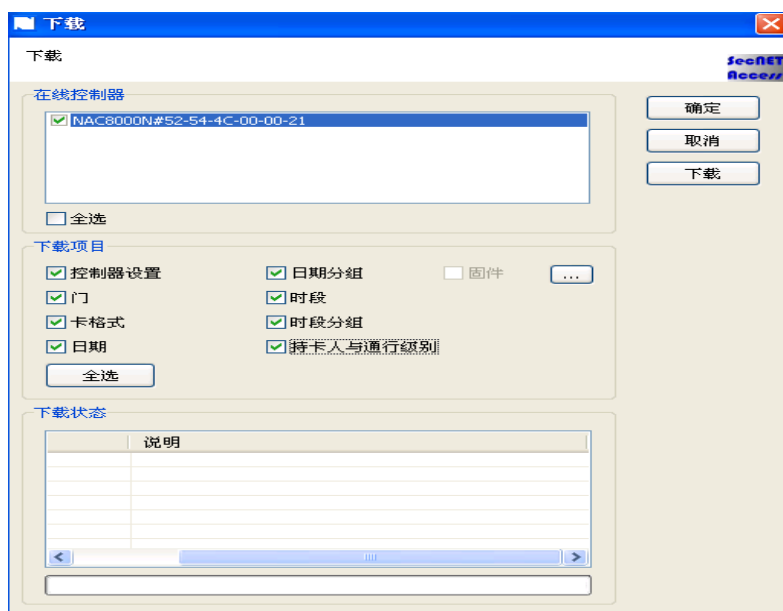 下载
下载
SecNET
Access
在线控制器
NAC8000N#52-54-4C-00-00-21
全选
确定
取消
下载
下载项目
控制器设置 日期分组 固件 ...
门 时段
卡格式 时段分组
日期 持卡人与通行级别
全选
下载状态
说明